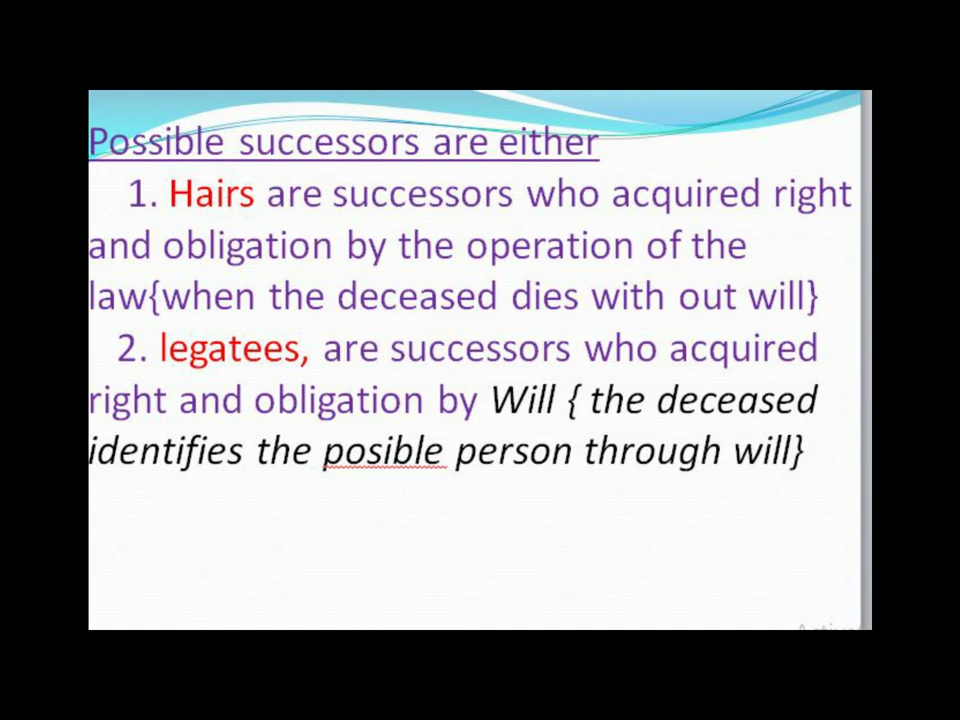 Possible successors are either
1. Hairs are successors who acquired right
and obligation by the operation of the
law{when the deceased dies with out will}
2. legatees, are successors who acquired
right and obligation by Will { the deceased
identifies the posible person through will}